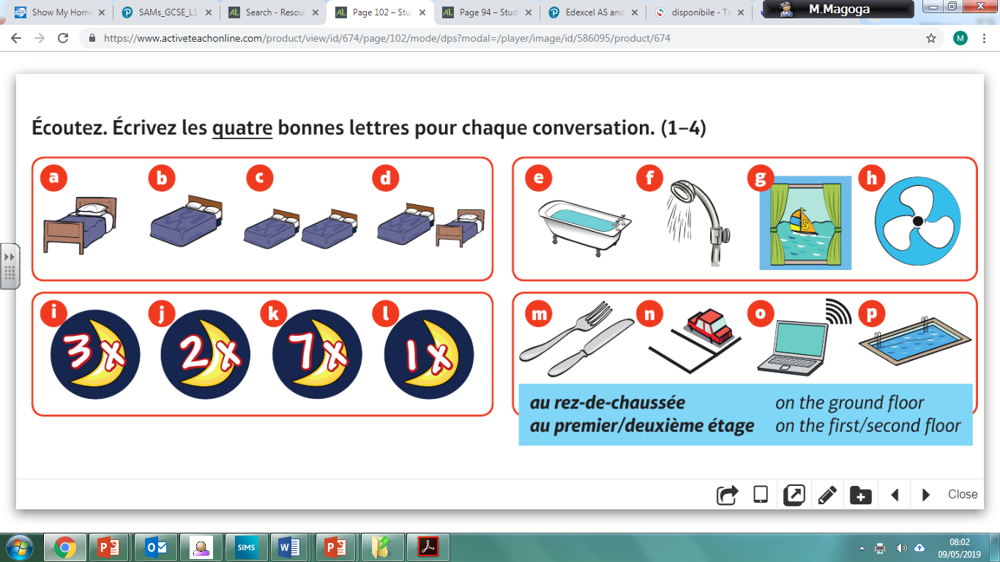 Show My Home
SAMs_GCSE_L1
Search - Resou
Page 102 – Stud
Page 94 – Stud
Edexcel AS and
disponibile - Tr
M.Magoga
https://www.activeteachonline.com/product/view/id/674/page/102/mode/dps?modal=/player/image/id/586095/product/674
M
Écoutez. Écrivez les quatre bonnes lettres pour chaque conversation. (1–4)
a
b
c
d
e
f
g
h
S
i
j
k
l
3x
2x
7x
1x
m
n
o
p
au rez-de-chaussée on the ground floor
au premier/deuxième étage on the first/second floor
Close
SIMS
08:02
09/05/2019